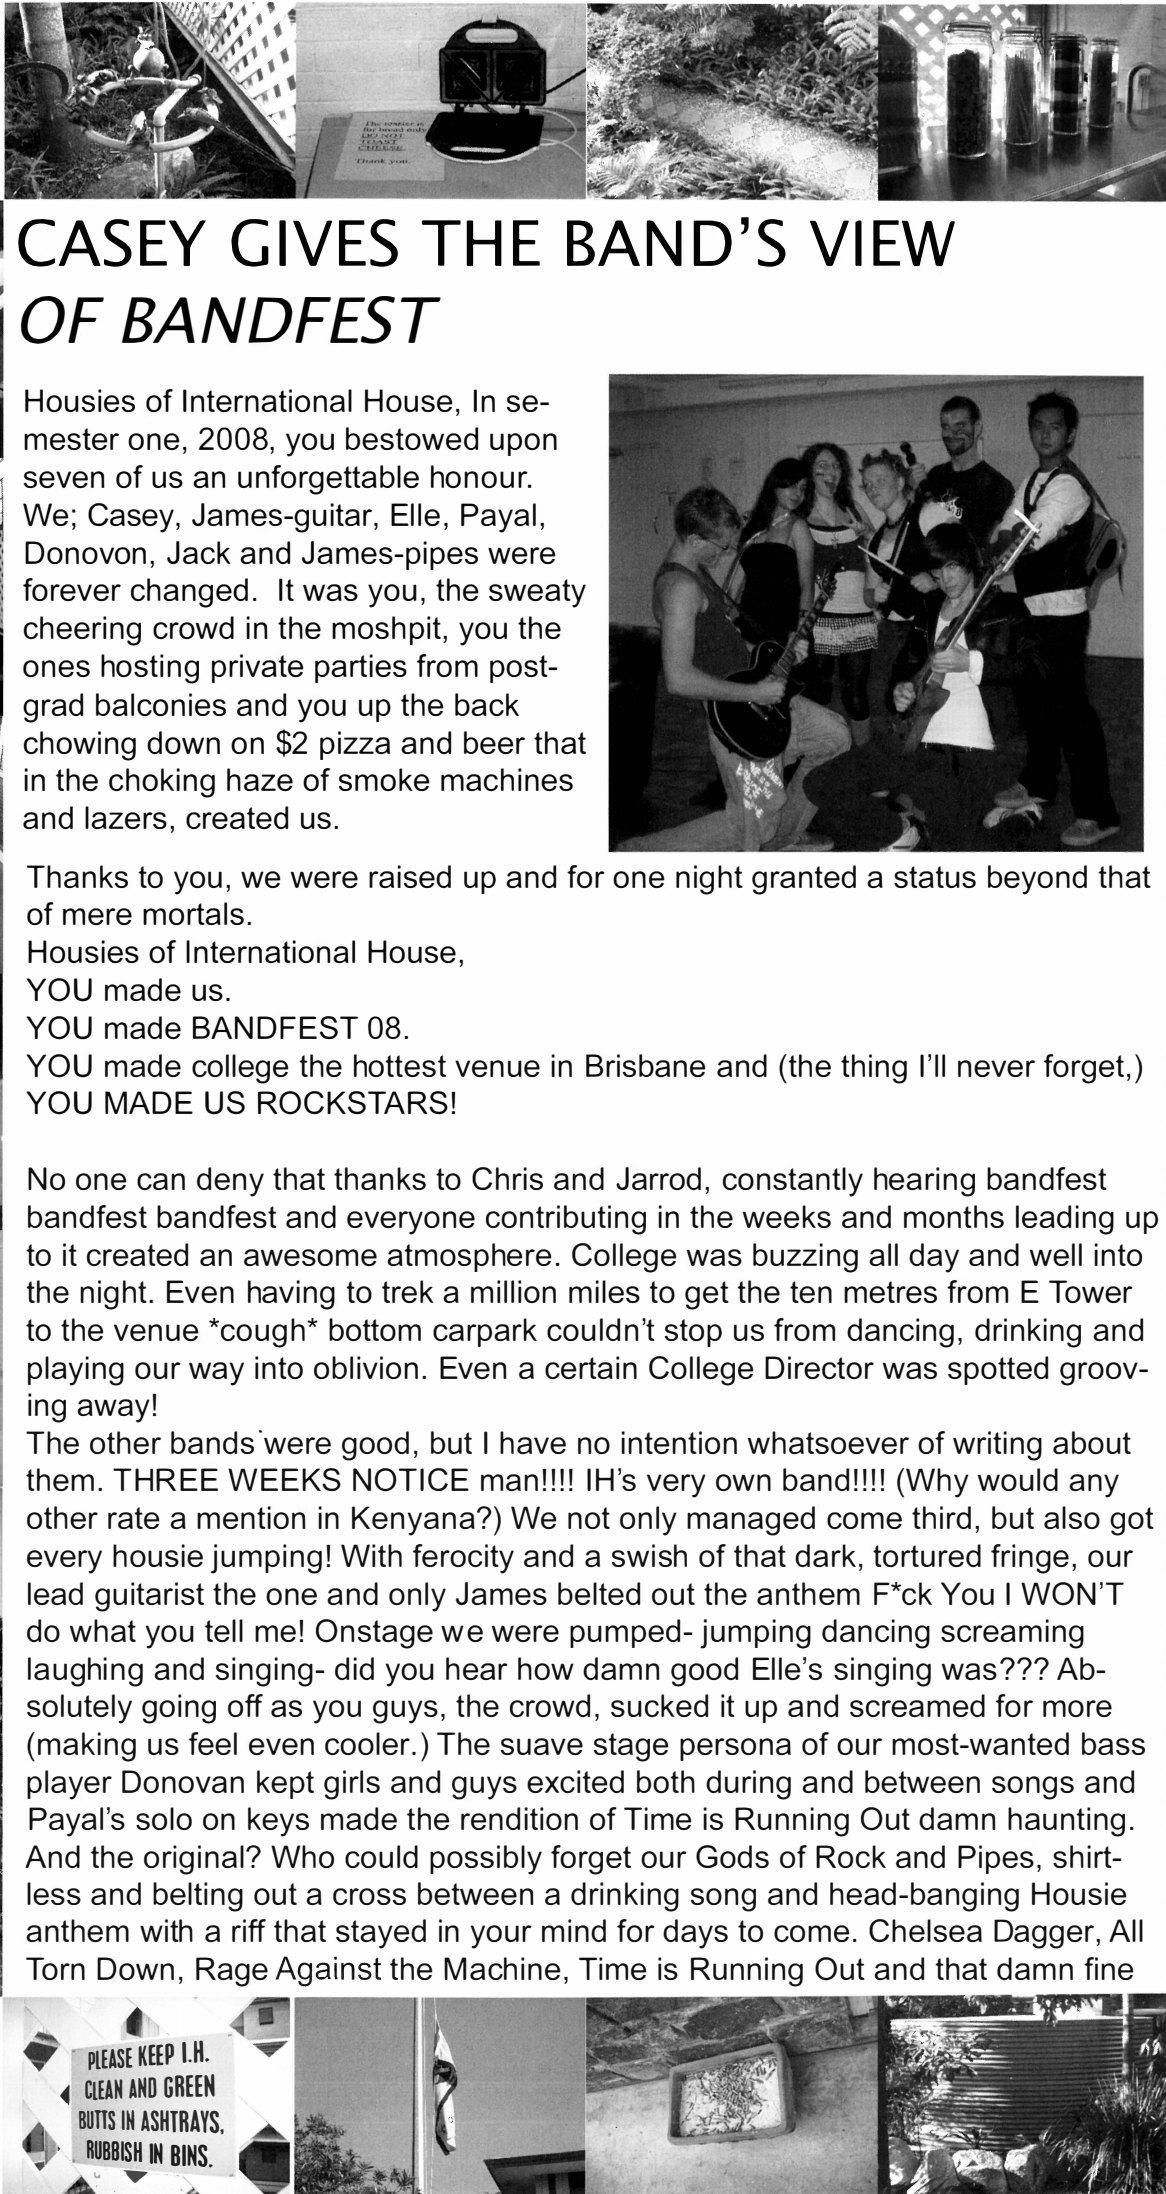 The toaster is
for bread only
DO NOT
TOAST
CHEESE
Thank you.
CASEY GIVES THE BAND'S VIEW
OF BANDFEST
Housies of International House, In se-
mester one, 2008, you bestowed upon
seven of us an unforgettable honour.
We; Casey, James-guitar, Elle, Payal,
Donovon, Jack and James-pipes were
forever changed.  It was you, the sweaty
cheering crowd in the moshpit, you the
ones hosting private parties from post-
grad balconies and you up the back
chowing down on $2 pizza and beer that
in the choking haze of smoke machines
and lazers, created us.
Thanks to you, we were raised up and for one night granted a status beyond that
of mere mortals.
Housies of International House,
YOU made us.
YOU made BANDFEST 08.
YOU made college the hottest venue in Brisbane and (the thing I'll never forget,)
YOU MADE US ROCKSTARS!
No one can deny that thanks to Chris and Jarrod, constantly hearing bandfest
bandfest bandfest and everyone contributing in the weeks and months leading up
to it created an awesome atmosphere. College was buzzing all day and well into
the night. Even having to trek a million miles to get the ten metres from E Tower
to the venue *cough* bottom carpark couldn't stop us from dancing, drinking and
playing our way into oblivion. Even a certain College Director was spotted groov-
ing away!
The other bands were good, but I have no intention whatsoever of writing about
them. THREE WEEKS NOTICE man!!!! IH's very own band!!!! (Why would any
other rate a mention in Kenyana?) We not only managed come third, but also got
every housie jumping! With ferocity and a swish of that dark, tortured fringe, our
lead guitarist the one and only James belted out the anthem F*ck You I WON'T
do what you tell me! Onstage we were pumped- jumping dancing screaming
laughing and singing- did you hear how damn good Elle's singing was??? Ab-
solutely going off as you guys, the crowd, sucked it up and screamed for more
(making us feel even cooler.) The suave stage persona of our most-wanted bass
player Donovan kept girls and guys excited both during and between songs and
Payal's solo on keys made the rendition of Time is Running Out damn haunting.
And the original? Who could possibly forget our Gods of Rock and Pipes, shirt-
less and belting out a cross between a drinking song and head-banging Housie
anthem with a riff that stayed in your mind for days to come. Chelsea Dagger, All
Torn Down, Rage Against the Machine, Time is Running Out and that damn fine
PLEASE KEEP I.H.
CLEAN AND GREEN
BUTTS IN ASHTRAYS,
RUBBISH IN BINS.